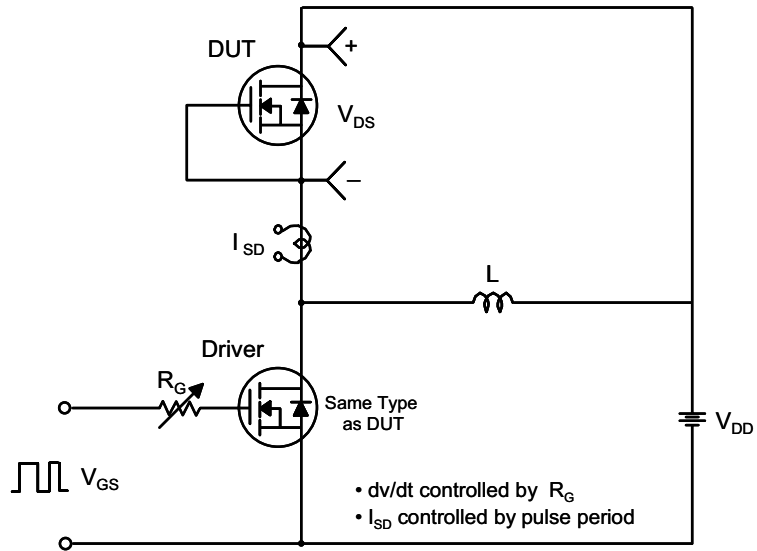 DUT
+
V_DS
–
I_SD
L
Driver
R_G
Same Type
as DUT
V_DD
V_GS
• dv/dt controlled by R_G
• I_SD controlled by pulse period